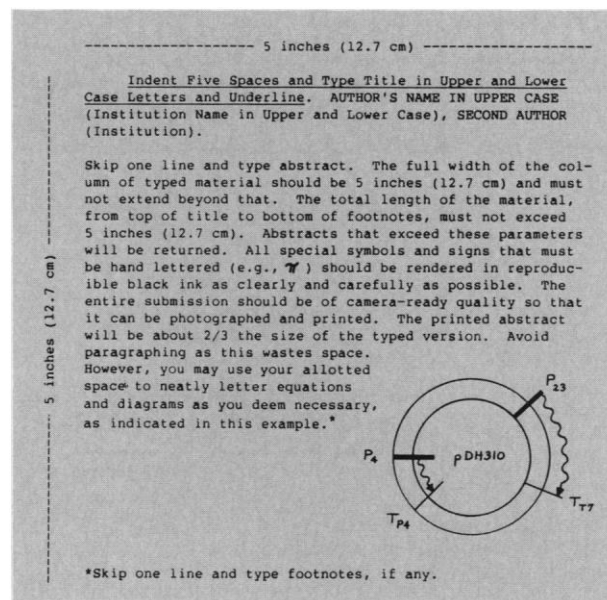 5 inches (12.7 cm)
Indent Five Spaces and Type Title in Upper and Lower
Case Letters and Underline. AUTHOR'S NAME IN UPPER CASE
(Institution Name in Upper and Lower Case), SECOND AUTHOR
(Institution).
Skip one line and type abstract. The full width of the col-
umn of typed material should be 5 inches (12.7 cm) and must
not extend beyond that. The total length of the material,
from top of title to bottom of footnotes, must not exceed
5 inches (12.7 cm). Abstracts that exceed these parameters
will be returned. All special symbols and signs that must
be hand lettered (e.g., γ ) should be rendered in reproduc-
ible black ink as clearly and carefully as possible. The
entire submission should be of camera-ready quality so that
it can be photographed and printed. The printed abstract
will be about 2/3 the size of the typed version. Avoid
paragraphing as this wastes space.
However, you may use your allotted
space to neatly letter equations
and diagrams as you deem necessary,
as indicated in this example.*
P23
P4
pDH310
TP4
TT7
*Skip one line and type footnotes, if any.
5 inches (12.7 cm)